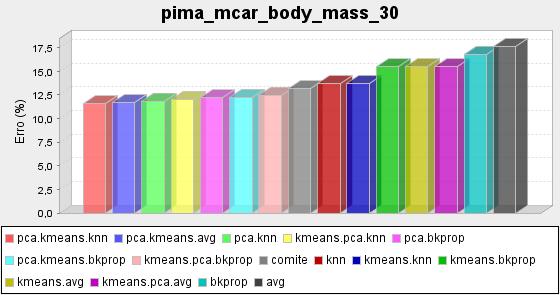 pima_mcar_body_mass_30
Erro (%)
17,5
15,0
12,5
10,0
7,5
5,0
2,5
0,0
pca.kmeans.knn pca.kmeans.avg pca.knn kmeans.pca.knn pca.bkprop
pca.kmeans.bkprop kmeans.pca.bkprop comite knn kmeans.knn kmeans.bkprop
kmeans.avg kmeans.pca.avg bkprop avg